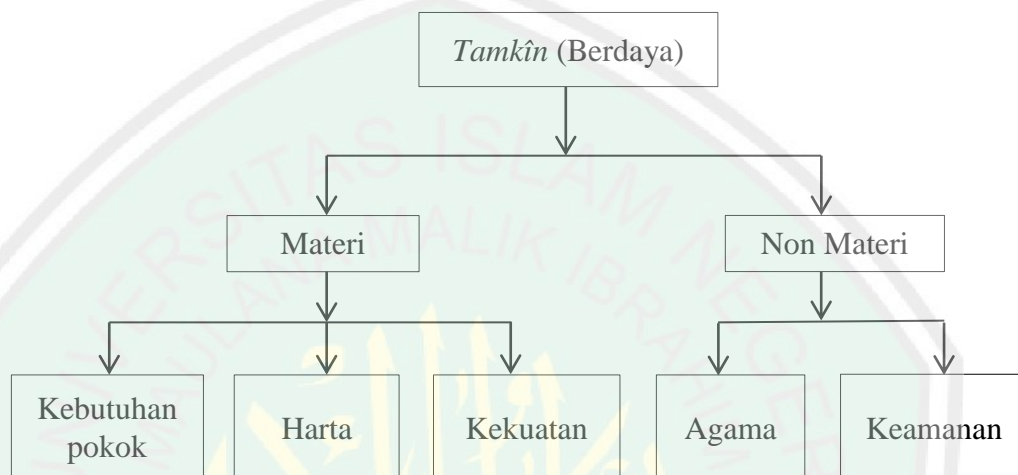 Tamkîn (Berdaya)
Materi
Non Materi
Kebutuhan
pokok
Harta
Kekuatan
Agama
Keamanan